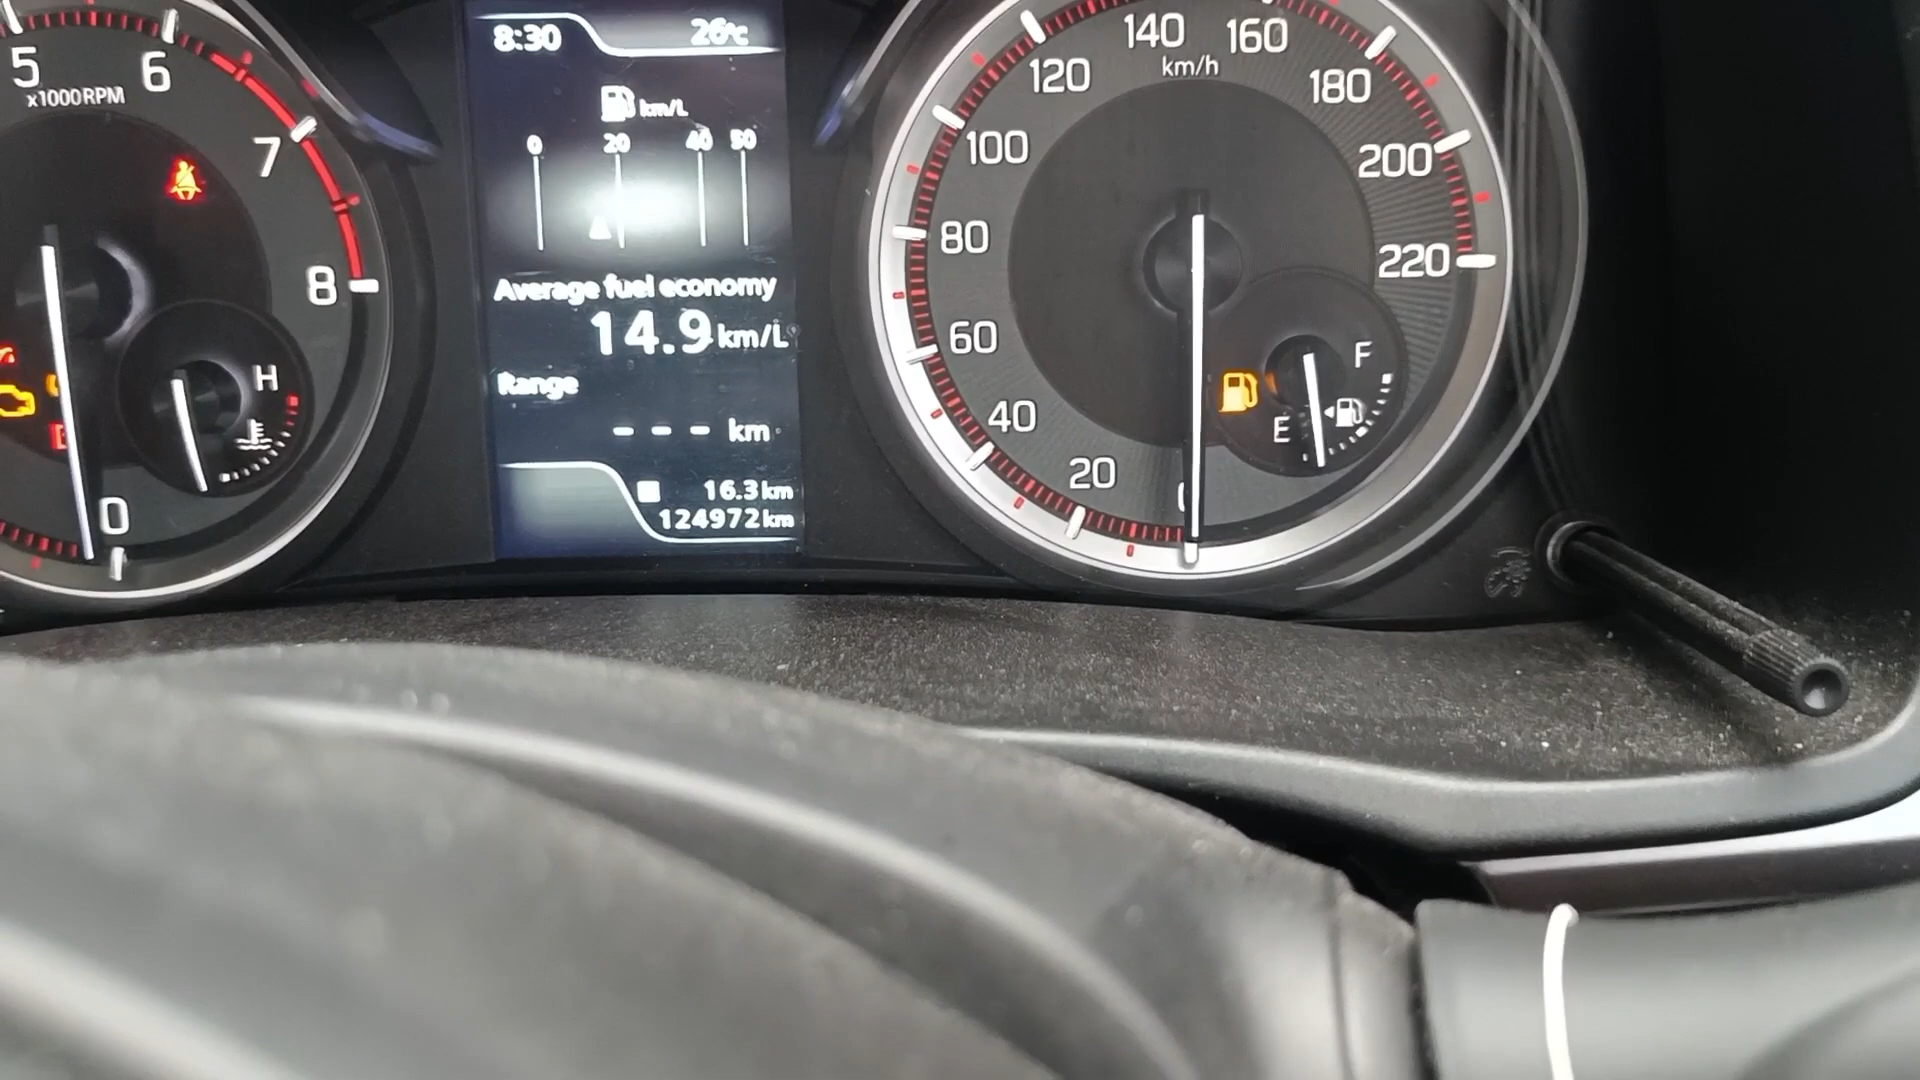 8:30 26°C
km/L
0 20 40 50
Average fuel economy
14.9 km/L
Range
--- km
16.3 km
124972 km
5 6 7 8
x1000RPM
H
0
0 20 40 60 80 100 120 140 160 180 200 220
km/h
F
E